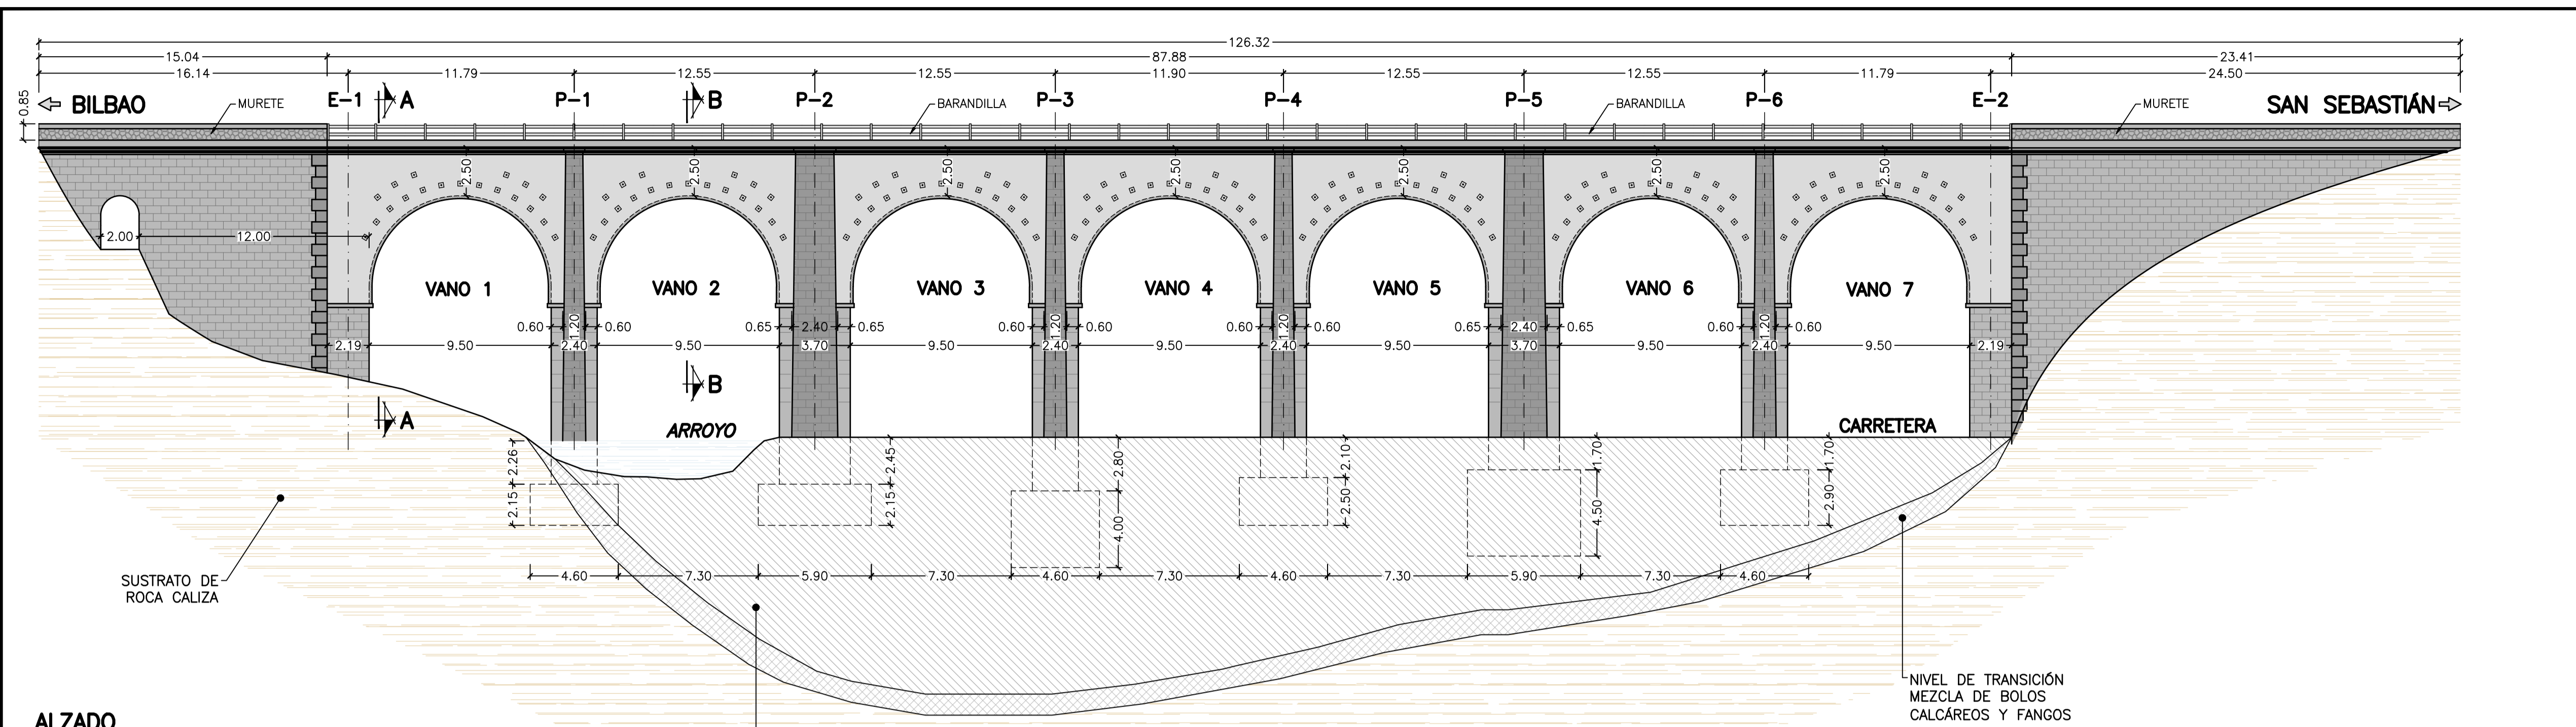 126.32
15.04 87.88 23.41
16.14 11.79 12.55 12.55 11.90 12.55 12.55 11.79 24.50
0.85
BILBAO MURETE E-1 A P-1 B P-2 BARANDILLA P-3 P-4 P-5 BARANDILLA P-6 E-2 MURETE SAN SEBASTIÁN
2.50 2.50 2.50 2.50 2.50 2.50 2.50
2.00 12.00
VANO 1 VANO 2 VANO 3 VANO 4 VANO 5 VANO 6 VANO 7
0.60 1.20 0.60 0.65 2.40 0.65 0.60 1.20 0.60 0.60 1.20 0.60 0.65 2.40 0.65 0.60 1.20 0.60
2.19 9.50 2.40 9.50 3.70 9.50 2.40 9.50 2.40 9.50 3.70 9.50 2.40 9.50 2.19
B
A ARROYO CARRETERA
2.26 2.45 2.80 2.10 1.70 1.70
2.15 2.15 4.00 2.50 4.50 2.90
4.60 7.30 5.90 7.30 4.60 7.30 4.60 7.30 5.90 7.30 4.60
SUSTRATO DE
ROCA CALIZA
NIVEL DE TRANSICIÓN
MEZCLA DE BOLOS
CALCÁREOS Y FANGOS
ALZADO